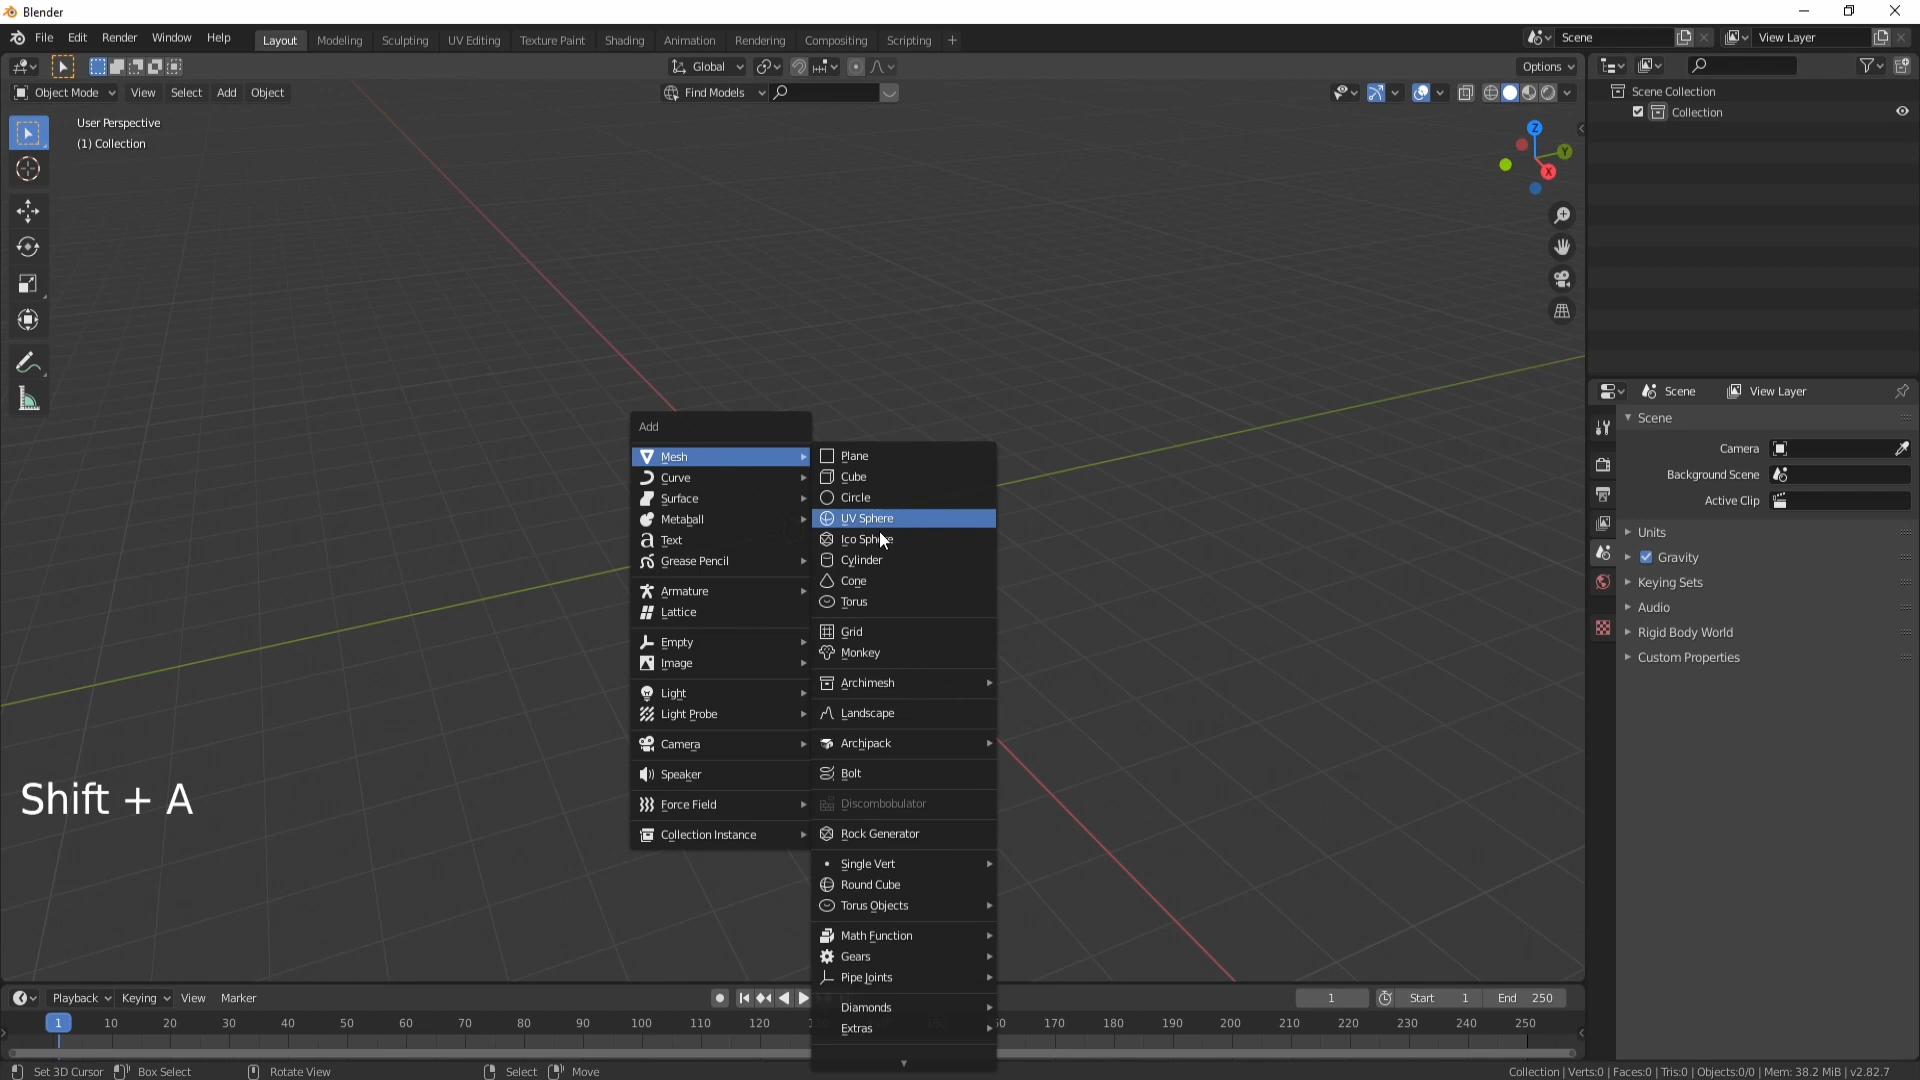 Blender
File Edit Render Window Help Layout Modeling Sculpting UV Editing Texture Paint Shading Animation Rendering Compositing Scripting + Scene View Layer
Global Options
Object Mode View Select Add Object Find Models
User Perspective
(1) Collection
Z
Y
X
Scene Collection
Collection
Add
Mesh
Curve
Surface
Metaball
Text
Grease Pencil
Armature
Lattice
Empty
Image
Light
Light Probe
Camera
Speaker
Force Field
Collection Instance
Plane
Cube
Circle
UV Sphere
Ico Sphere
Cylinder
Cone
Torus
Grid
Monkey
Archimesh
Landscape
Archipack
Bolt
Discombobulator
Rock Generator
Single Vert
Round Cube
Torus Objects
Math Function
Gears
Pipe Joints
Diamonds
Extras
Shift + A
Scene View Layer
Scene
Camera
Background Scene
Active Clip
Units
Gravity
Keying Sets
Audio
Rigid Body World
Custom Properties
Playback Keying View Marker 1 Start 1 End 250
1 10 20 30 40 50 60 70 80 90 100 110 120 170 180 190 200 210 220 230 240 250
Set 3D Cursor Box Select Rotate View Select Move Collection | Verts:0 | Faces:0 | Tris:0 | Objects:0/0 | Mem: 38.2 MiB | v2.82.7